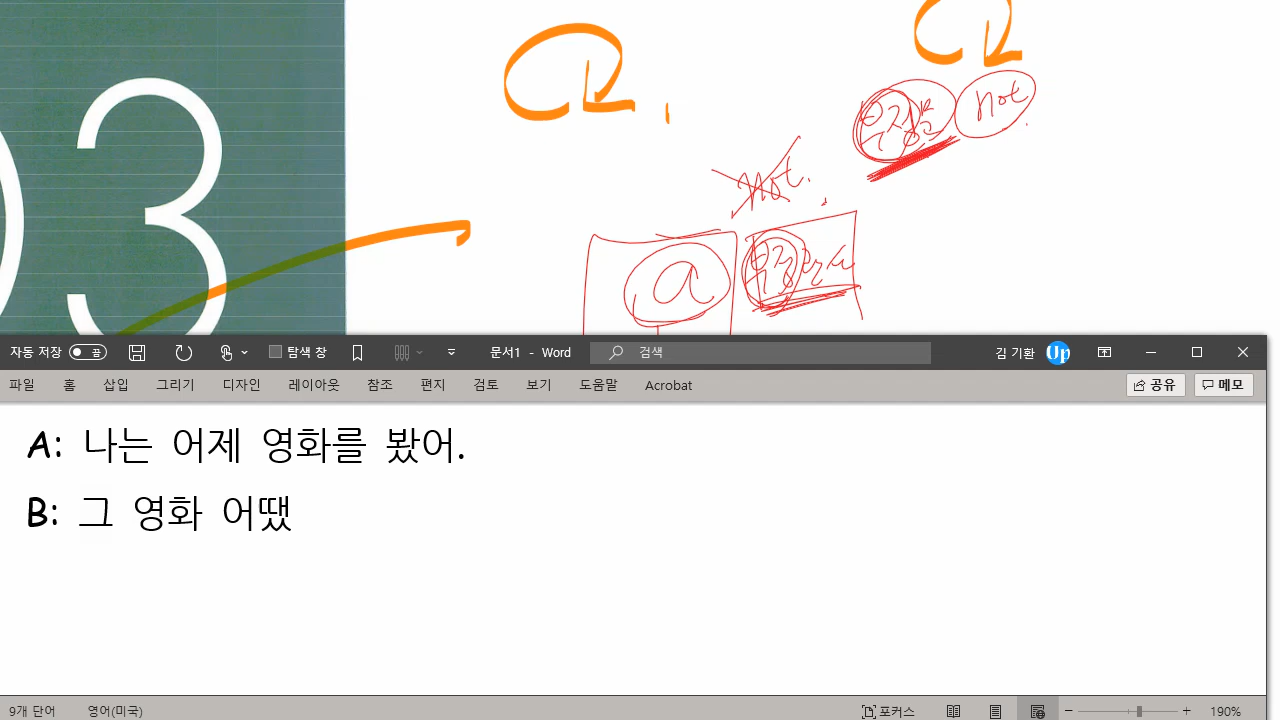 3
부정문 not
not.
a 부정관사
자동 저장 끔 탐색 창 문서1 - Word 검색 김 기환 Up
파일 홈 삽입 그리기 디자인 레이아웃 참조 편지 검토 보기 도움말 Acrobat 공유 메모
A: 나는 어제 영화를 봤어.
B: 그 영화 어땠
9개 단어 영어(미국) 포커스 190%